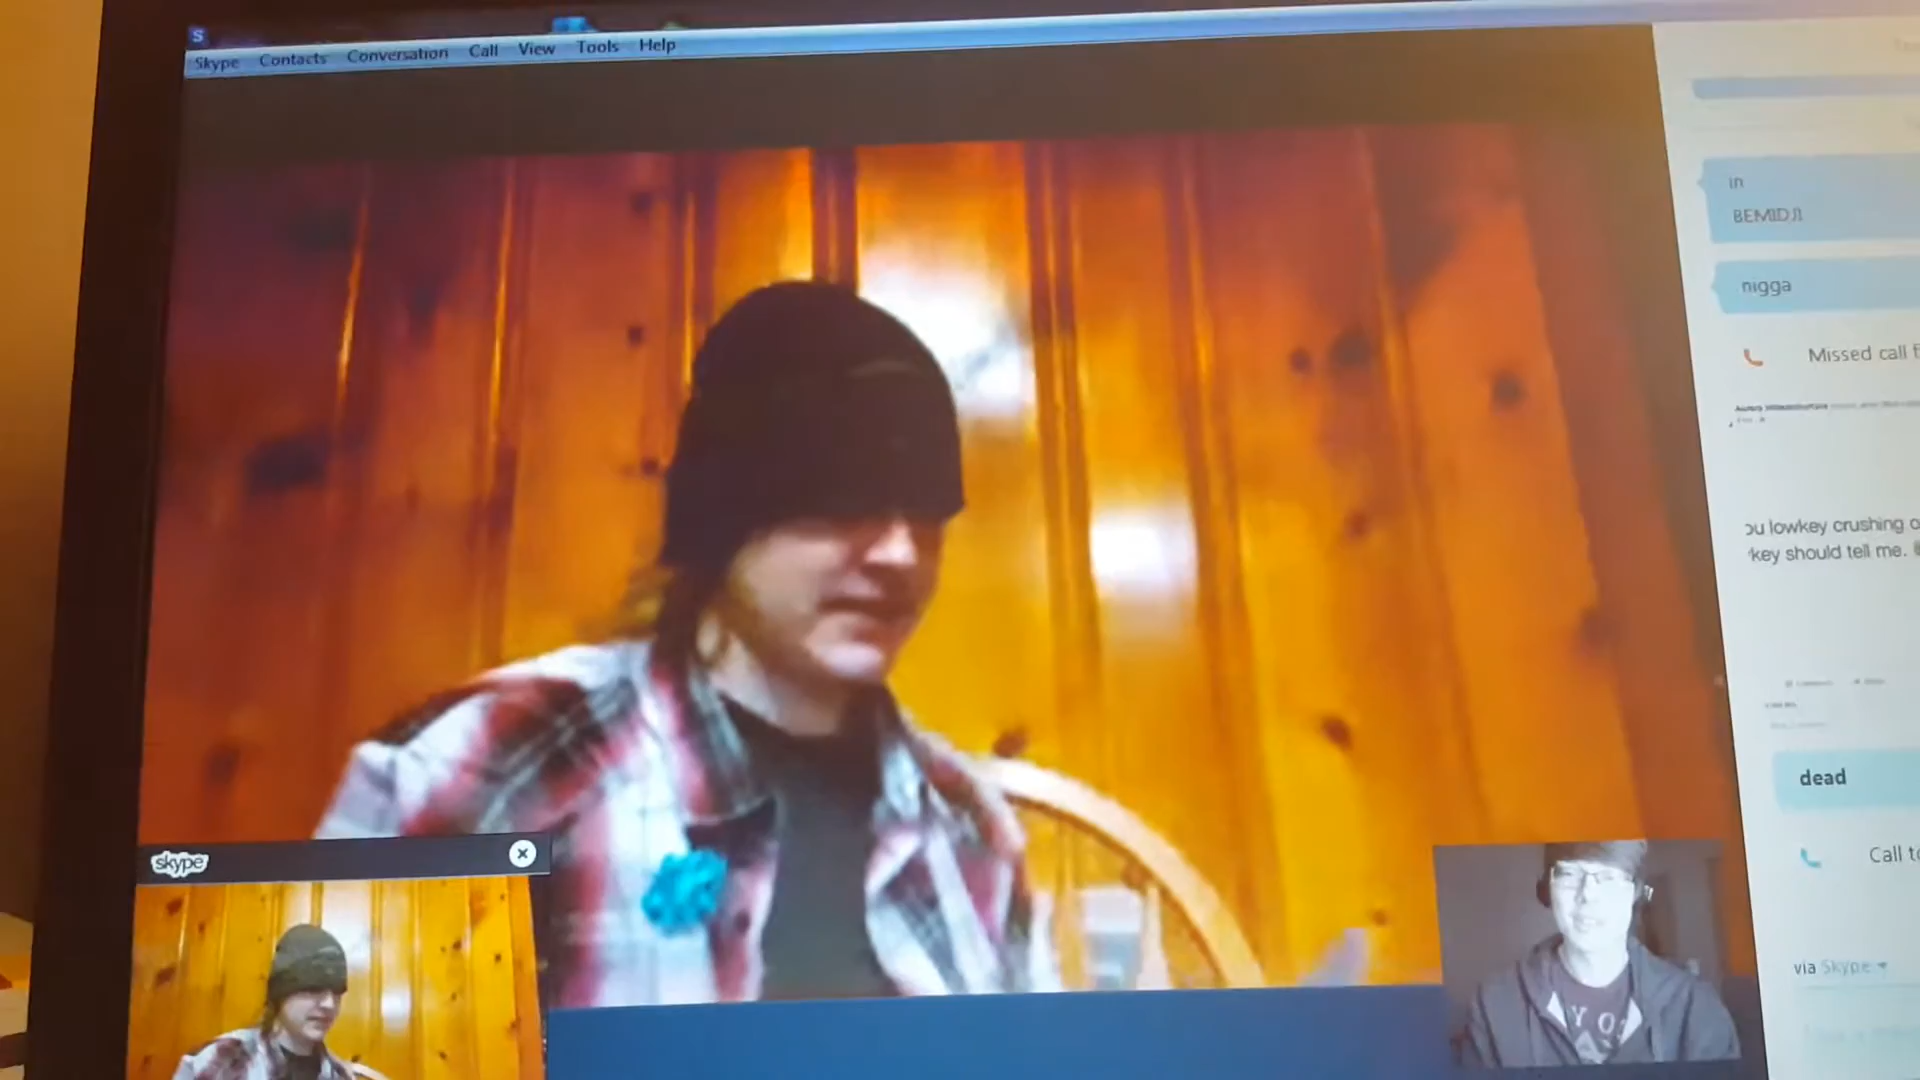 S
Skype Contacts Conversation Call View Tools Help
in
BEMIDJI
nigga
Missed call f
ou lowkey crushing o
key should tell me.
dead
Call to
via Skype
skype
Y O